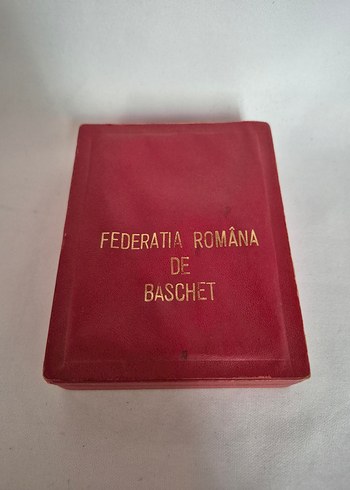 FEDERATIA ROMÂNA
DE
BASCHET